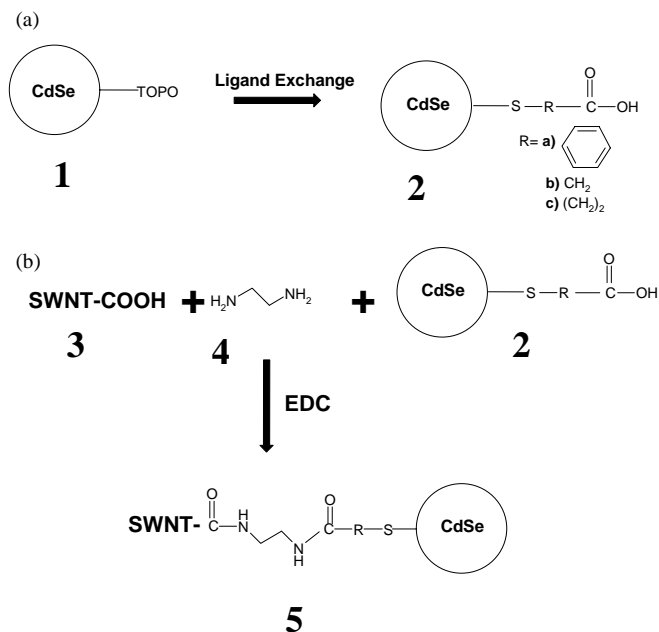 (a)
CdSe
TOPO
Ligand Exchange
CdSe
S
R
C
O
OH
R= a)
b) CH2
c) (CH2)2
1
2
(b)
SWNT-COOH
+
H2N
NH2
+
CdSe
S
R
C
O
OH
3
4
2
EDC
SWNT-
O
C
H
N
N
H
O
C
R
S
CdSe
5